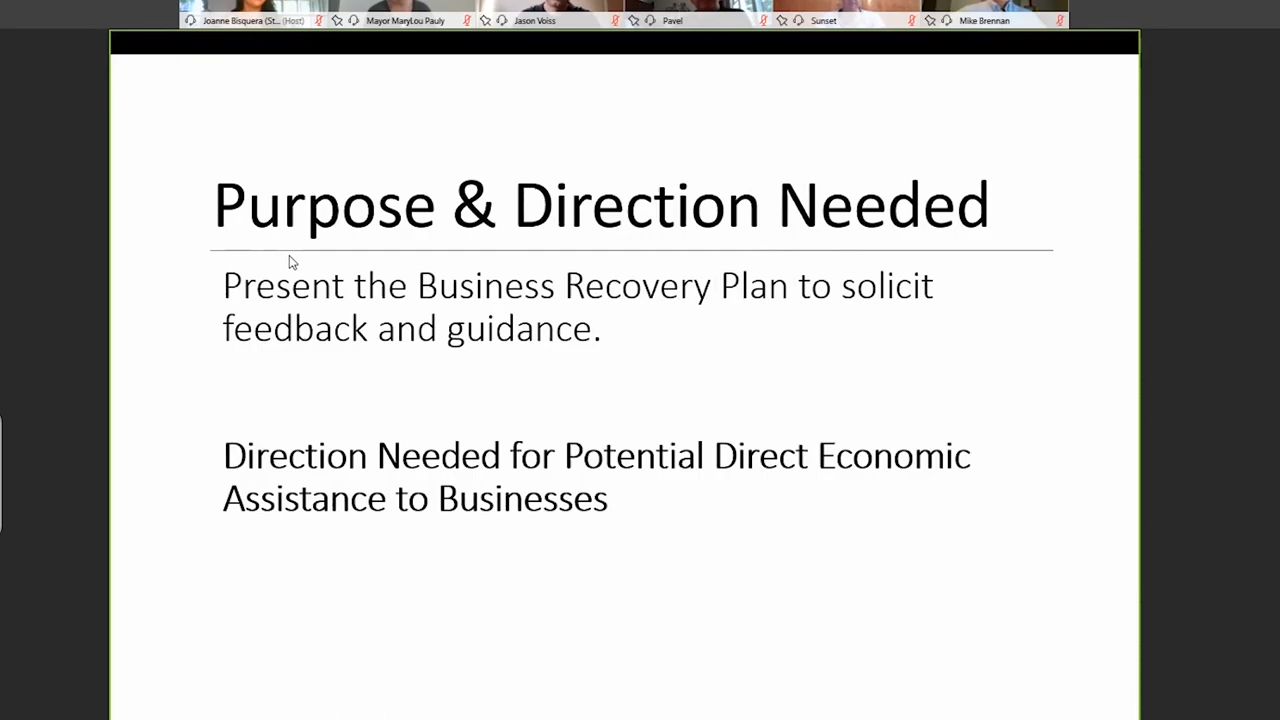 Joanne Bisquera (St... (Host)
Mayor MaryLou Pauly
Jason Voiss
Pavel
Sunset
Mike Brennan
Purpose & Direction Needed
Present the Business Recovery Plan to solicit
feedback and guidance.
Direction Needed for Potential Direct Economic
Assistance to Businesses